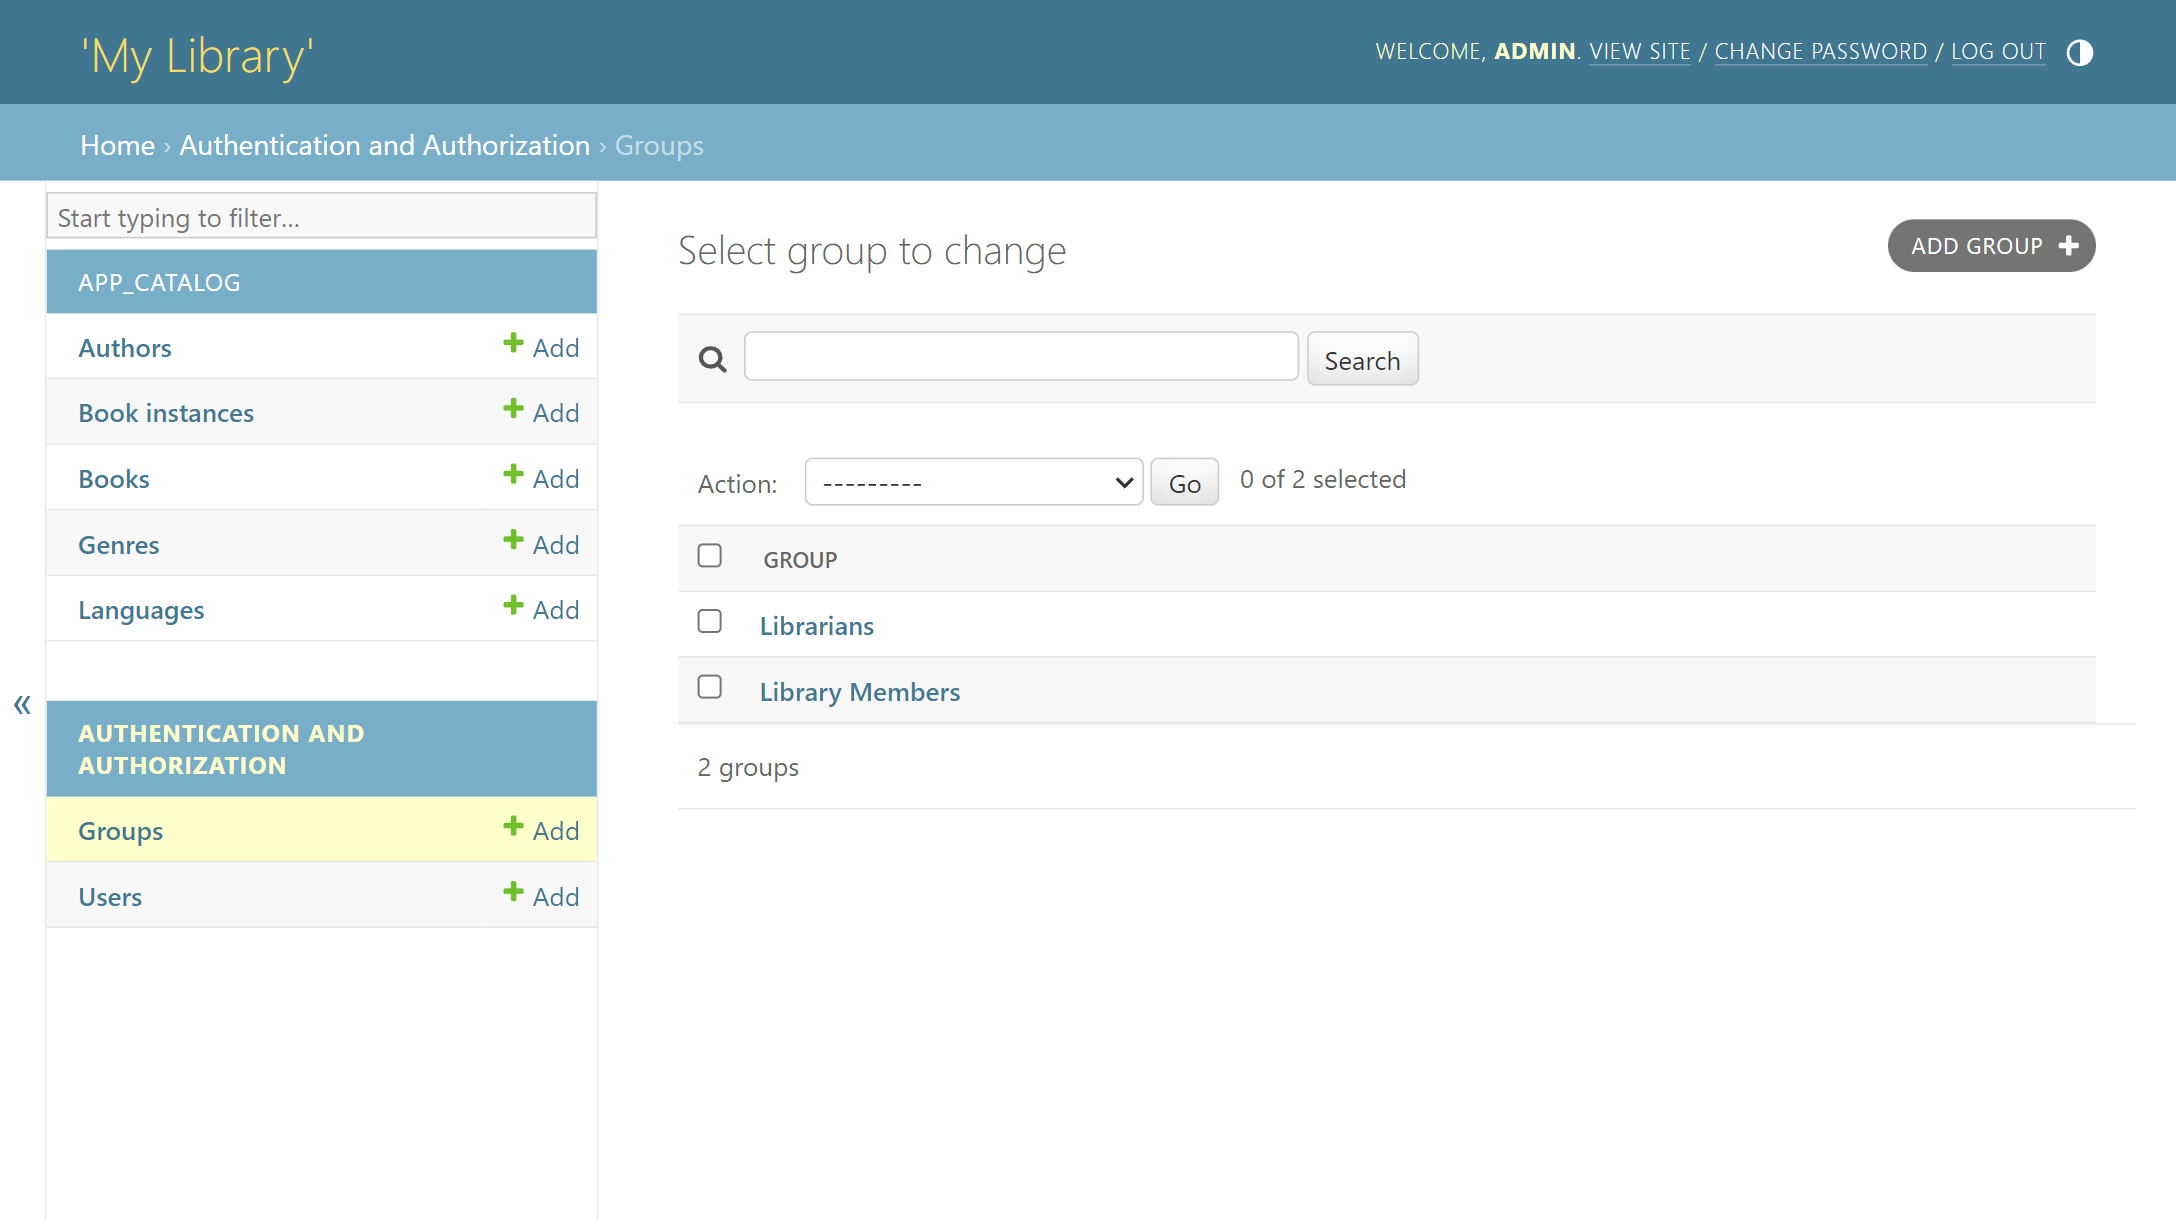 'My Library'
WELCOME, ADMIN. VIEW SITE / CHANGE PASSWORD / LOG OUT
Home › Authentication and Authorization › Groups
Start typing to filter...
APP_CATALOG
Authors + Add
Book instances + Add
Books + Add
Genres + Add
Languages + Add
«
AUTHENTICATION AND
AUTHORIZATION
Groups + Add
Users + Add
Select group to change
ADD GROUP +
Search
Action: --------- Go 0 of 2 selected
GROUP
Librarians
Library Members
2 groups